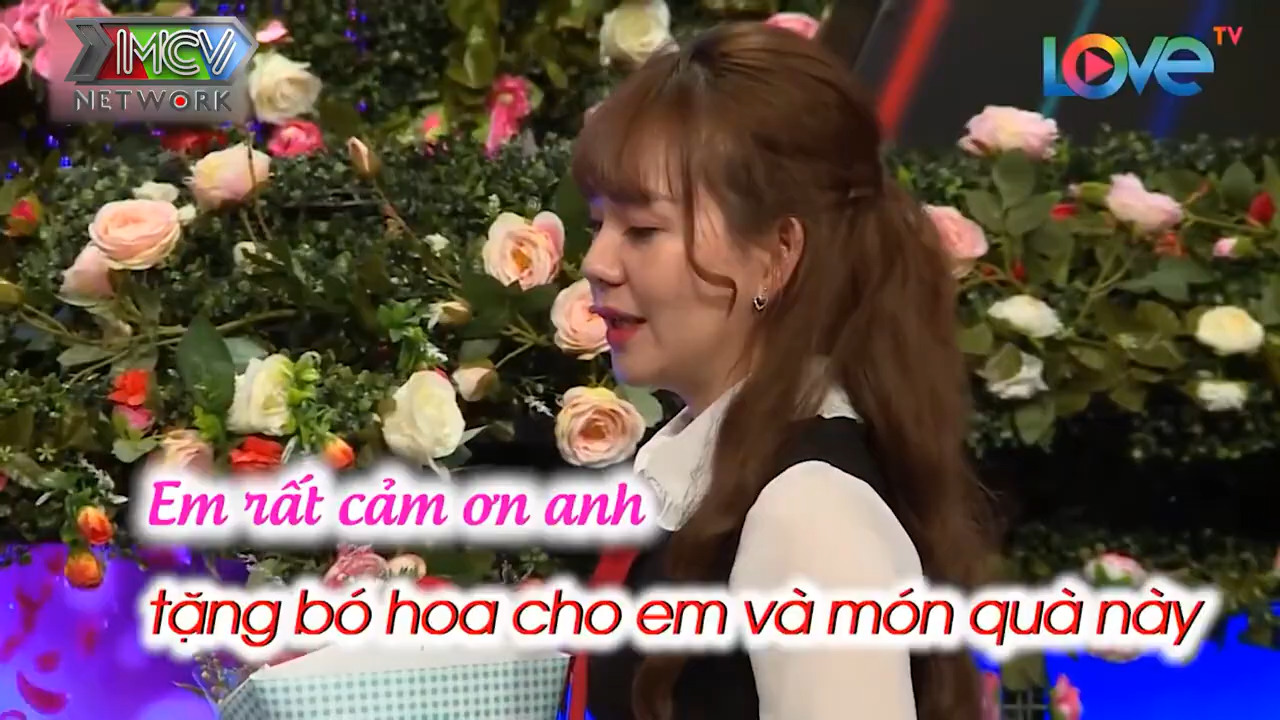 MCV
NETWORK
LOVE TV
Em rất cảm ơn anh
tặng bó hoa cho em và món quà này